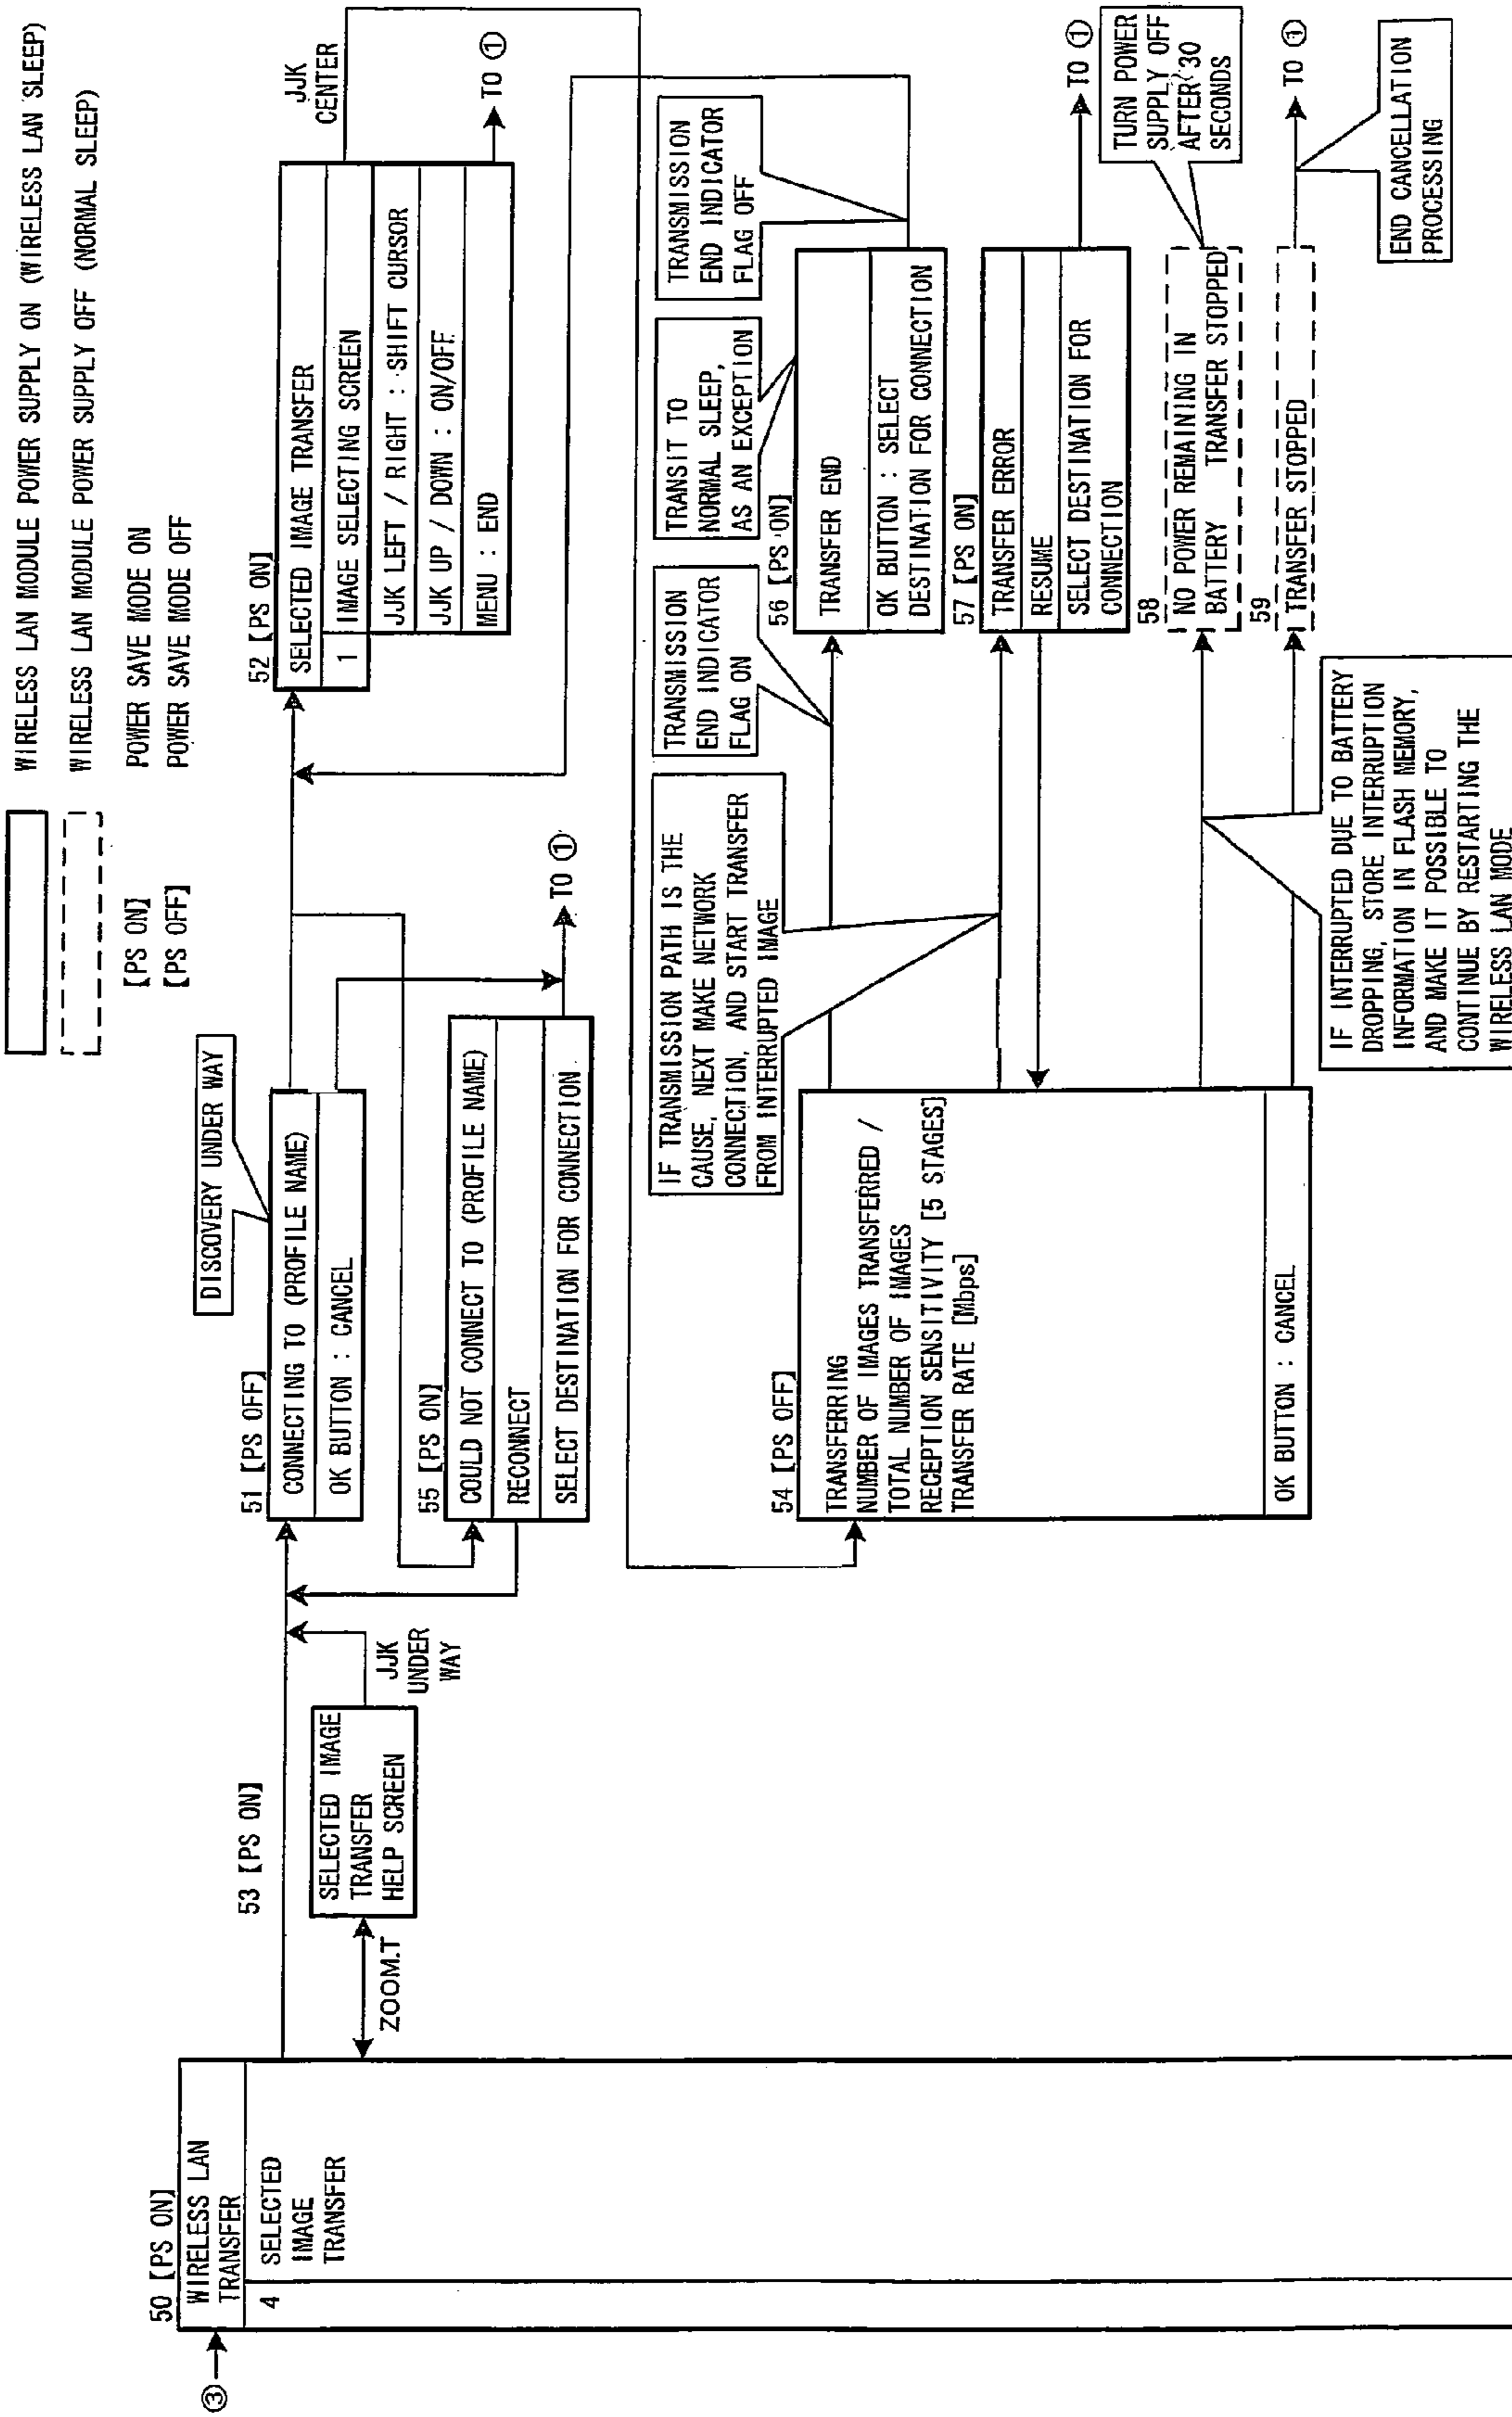 WIRELESS LAN MODULE POWER SUPPLY ON (WIRELESS LAN SLEEP)
WIRELESS LAN MODULE POWER SUPPLY OFF (NORMAL SLEEP)
[PS ON] POWER SAVE MODE ON
[PS OFF] POWER SAVE MODE OFF
③
50 [PS ON]
WIRELESS LAN
TRANSFER
4 SELECTED
IMAGE
TRANSFER
53 [PS ON]
SELECTED IMAGE
TRANSFER
HELP SCREEN
ZOOM.T
JJK
UNDER
WAY
DISCOVERY UNDER WAY
51 [PS OFF]
CONNECTING TO (PROFILE NAME)
OK BUTTON : CANCEL
55 [PS ON]
COULD NOT CONNECT TO (PROFILE NAME)
RECONNECT
SELECT DESTINATION FOR CONNECTION
TO ①
52 [PS ON]
SELECTED IMAGE TRANSFER
1 IMAGE SELECTING SCREEN
JJK LEFT / RIGHT : SHIFT CURSOR
JJK UP / DOWN : ON/OFF
MENU : END
JJK
CENTER
TO ①
54 [PS OFF]
TRANSFERRING
NUMBER OF IMAGES TRANSFERRED /
TOTAL NUMBER OF IMAGES
RECEPTION SENSITIVITY [5 STAGES]
TRANSFER RATE [Mbps]
OK BUTTON : CANCEL
IF TRANSMISSION PATH IS THE
CAUSE, NEXT MAKE NETWORK
CONNECTION, AND START TRANSFER
FROM INTERRUPTED IMAGE
TRANSMISSION
END INDICATOR
FLAG ON
TRANSIT TO
NORMAL SLEEP,
AS AN EXCEPTION
TRANSMISSION
END INDICATOR
FLAG OFF
56 [PS ON]
TRANSFER END
OK BUTTON : SELECT
DESTINATION FOR CONNECTION
57 [PS ON]
TRANSFER ERROR
RESUME
SELECT DESTINATION FOR
CONNECTION
TO ①
58
NO POWER REMAINING IN
BATTERY TRANSFER STOPPED
TURN POWER
SUPPLY OFF
AFTER 30
SECONDS
59
TRANSFER STOPPED
TO ①
END CANCELLATION
PROCESSING
IF INTERRUPTED DUE TO BATTERY
DROPPING, STORE INTERRUPTION
INFORMATION IN FLASH MEMORY,
AND MAKE IT POSSIBLE TO
CONTINUE BY RESTARTING THE
WIRELESS LAN MODE